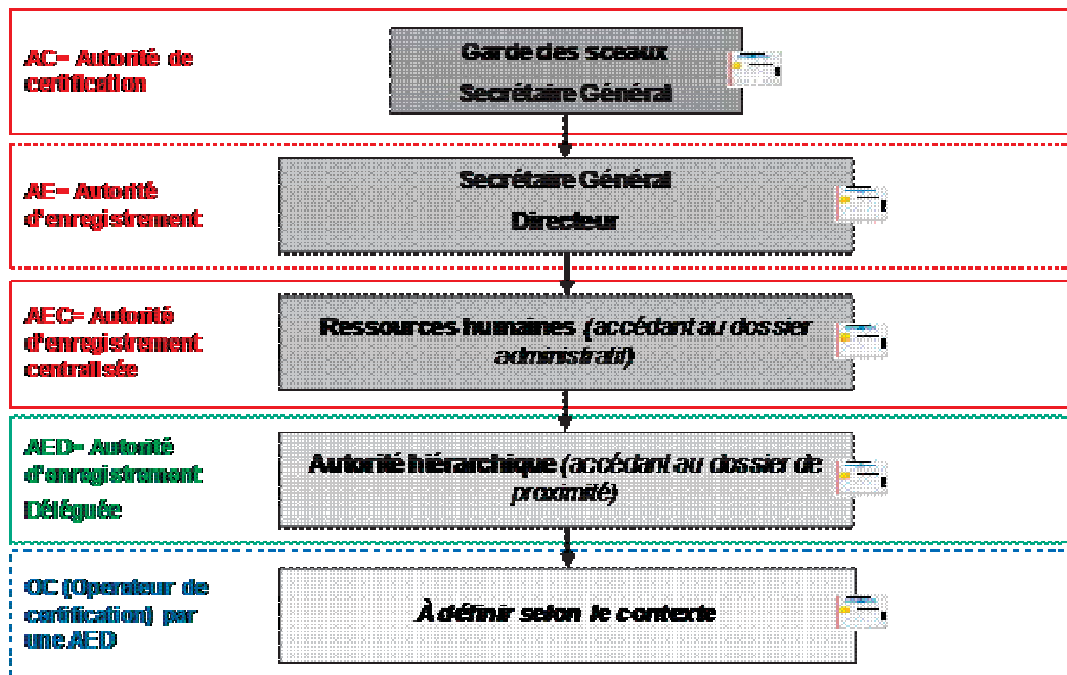 AC= Autorité de
certification
Garde des sceaux
Secrétaire Général
AE= Autorité
d'enregistrement
Secrétaire Général
Directeur
AEC= Autorité
d'enregistrement
centralisée
Ressources humaines (accédant au dossier
administratif)
AED= Autorité
d'enregistrement
Déléguée
Autorité hiérarchique (accédant au dossier de
proximité)
OC (Operateur de
certification) par
une AED
À définir selon le contexte